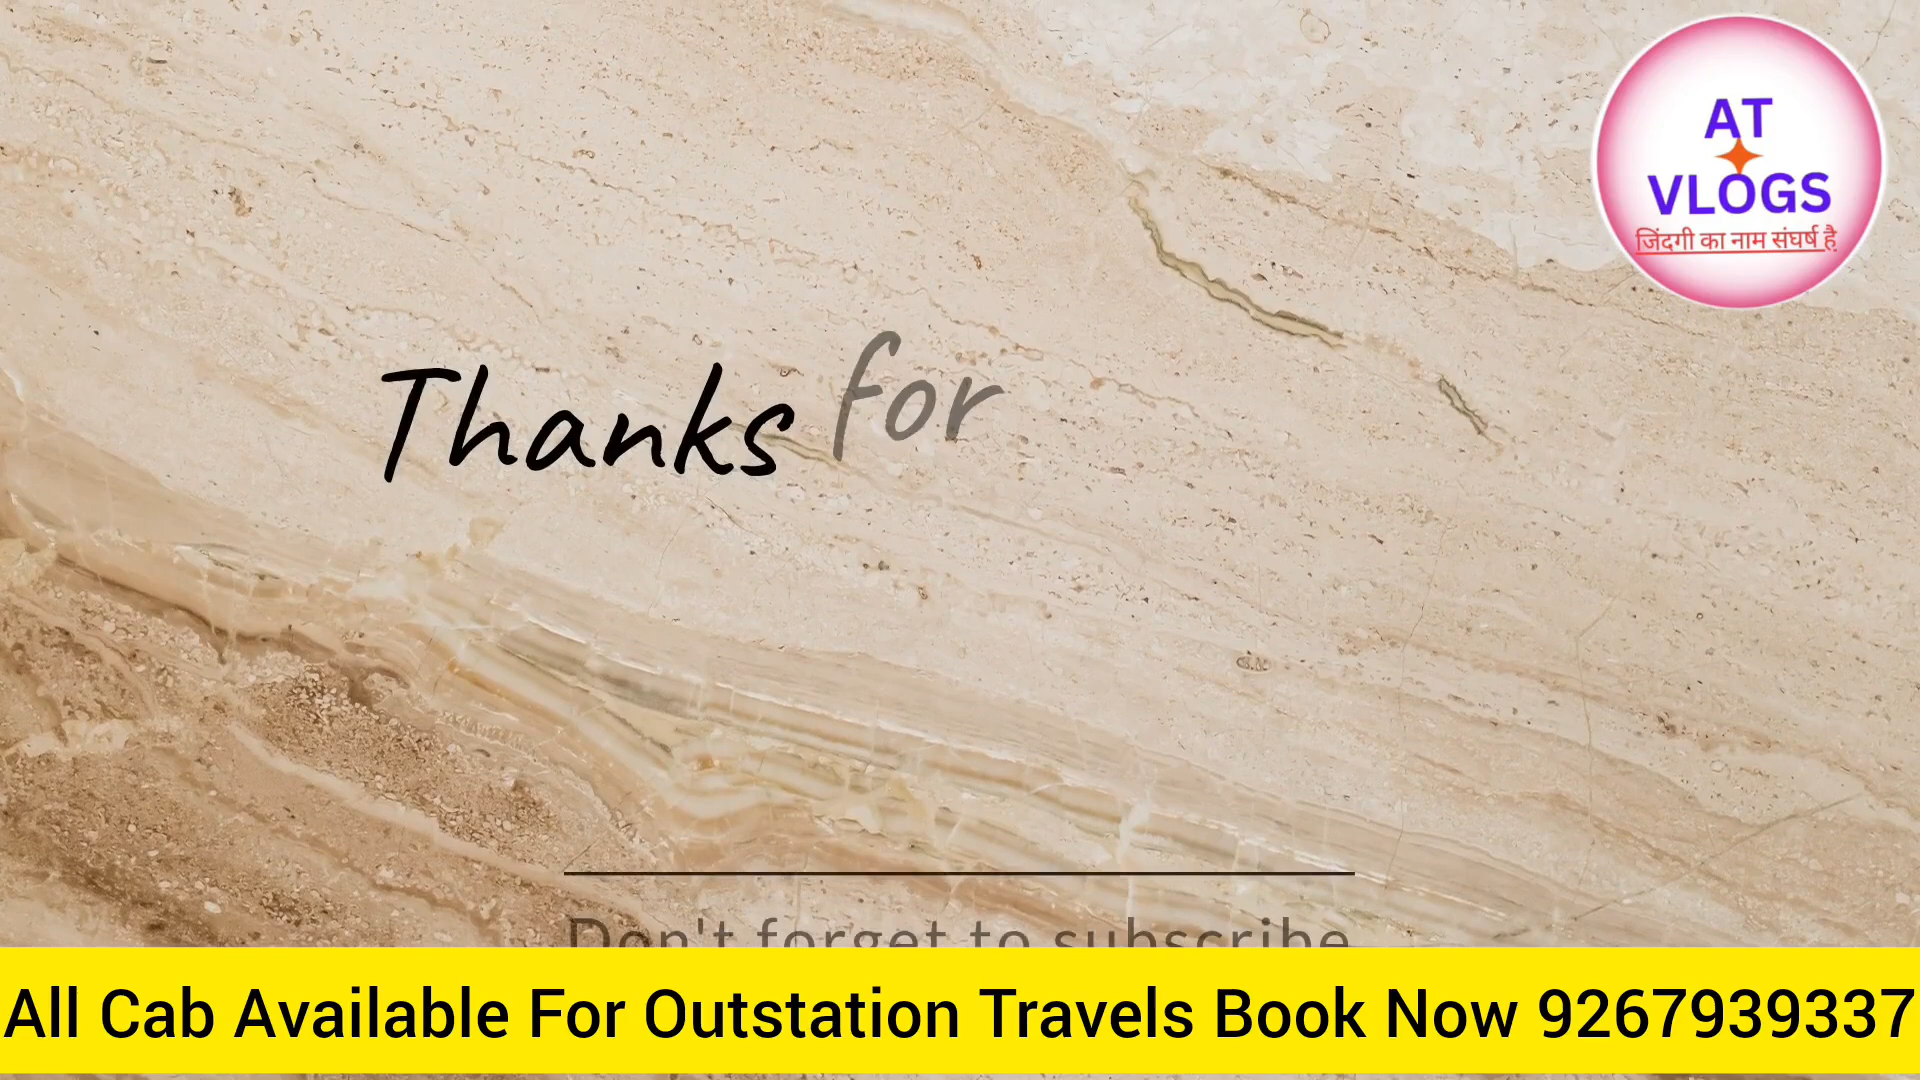 AT
VLOGS
जिंदगी का नाम संघर्ष है
Thanks for
Don't forget to subscribe
All Cab Available For Outstation Travels Book Now 9267939337